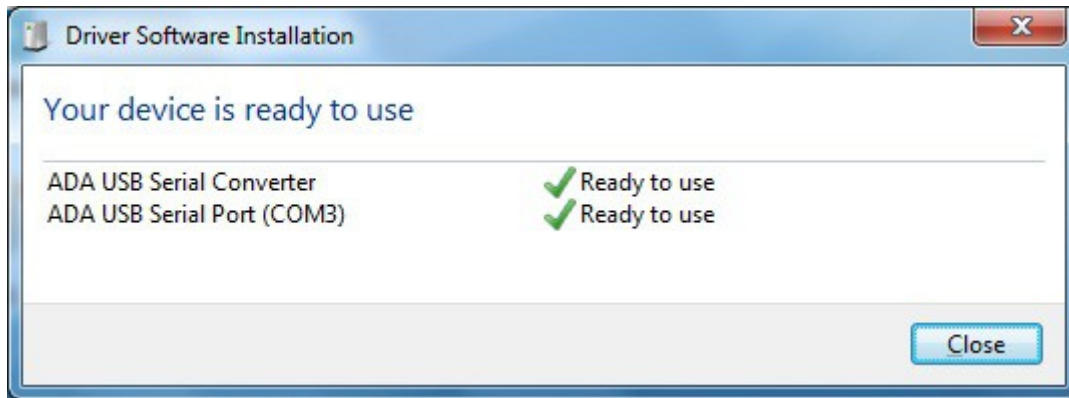 Driver Software Installation
Your device is ready to use
ADA USB Serial Converter Ready to use
ADA USB Serial Port (COM3) Ready to use
Close